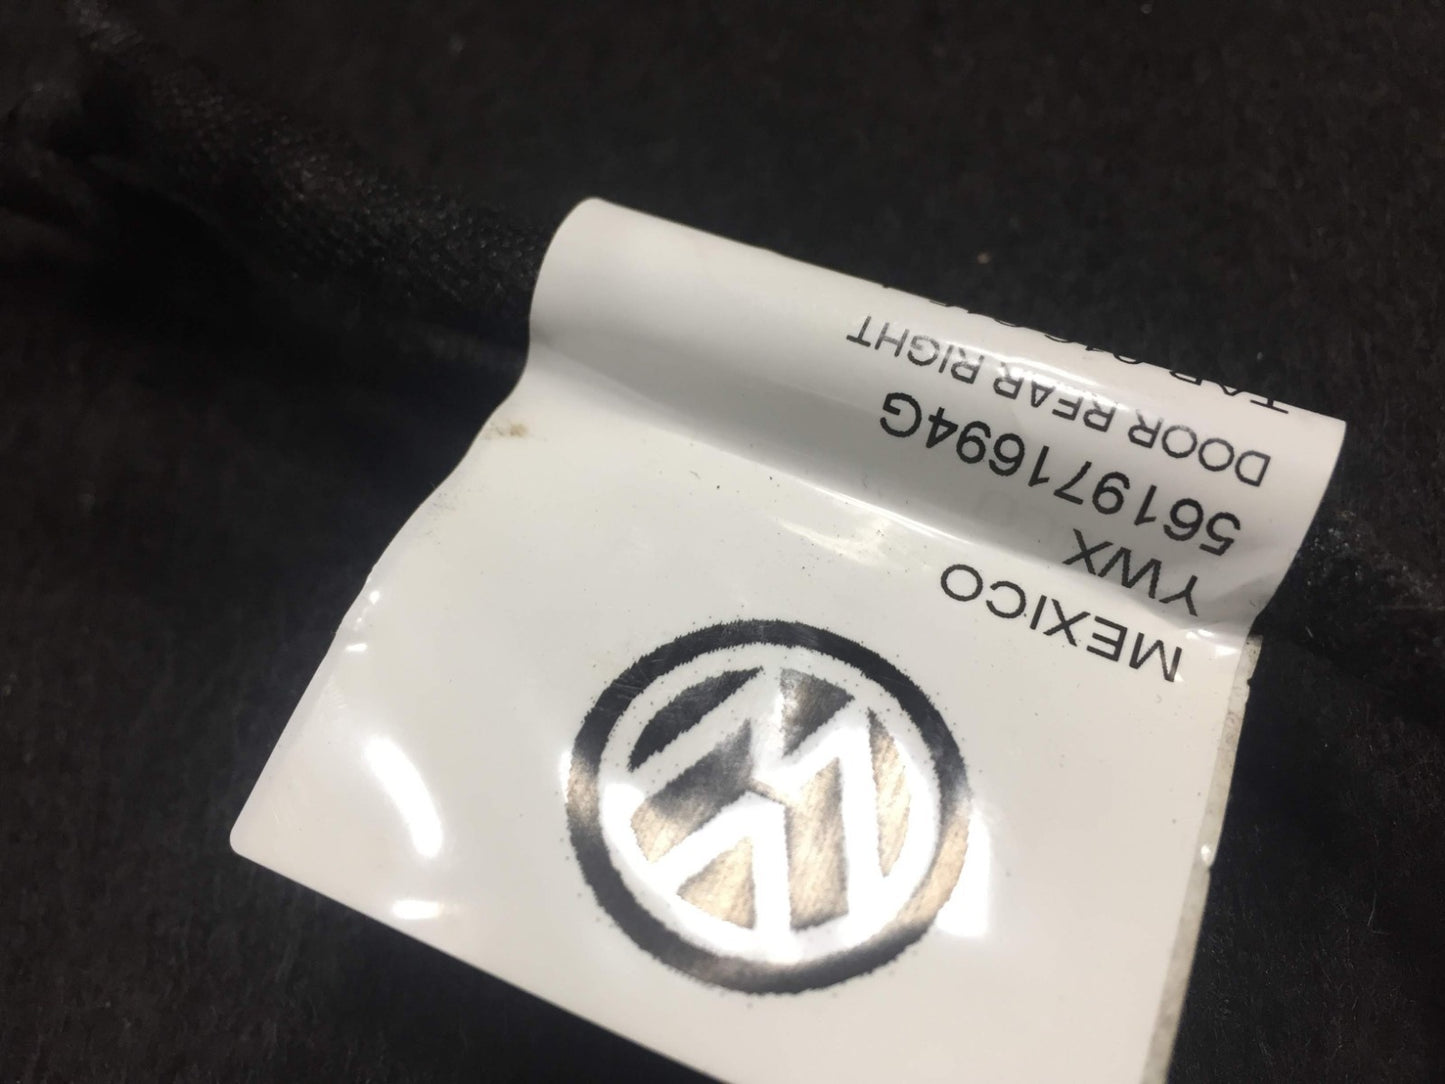 DOOR REAR RIGHT
561971694G
YWX
MEXICO